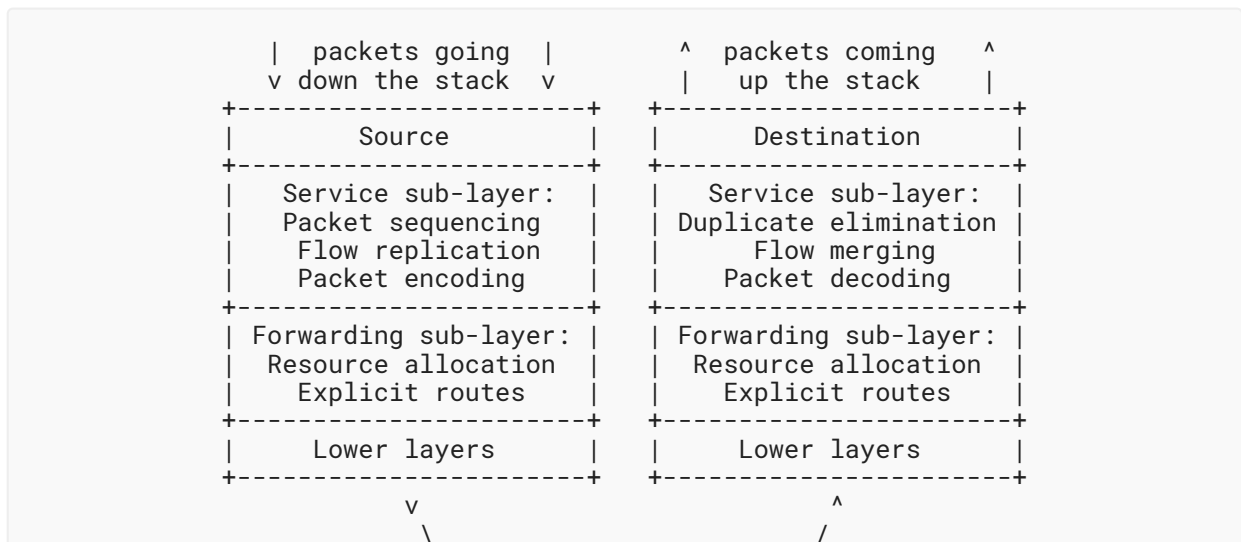 |  packets going  |       ^  packets coming   ^
v down the stack  v       |   up the stack    |
+-----------------------+   +-----------------------+
|        Source         |   |      Destination      |
+-----------------------+   +-----------------------+
|   Service sub-layer:  |   |   Service sub-layer:  |
|   Packet sequencing   |   | Duplicate elimination |
|    Flow replication   |   |      Flow merging     |
|    Packet encoding    |   |    Packet decoding    |
+-----------------------+   +-----------------------+
| Forwarding sub-layer: |   | Forwarding sub-layer: |
|  Resource allocation  |   |  Resource allocation  |
|    Explicit routes    |   |    Explicit routes    |
+-----------------------+   +-----------------------+
|     Lower layers      |   |     Lower layers      |
+-----------------------+   +-----------------------+
            v                           ^
             \                         /